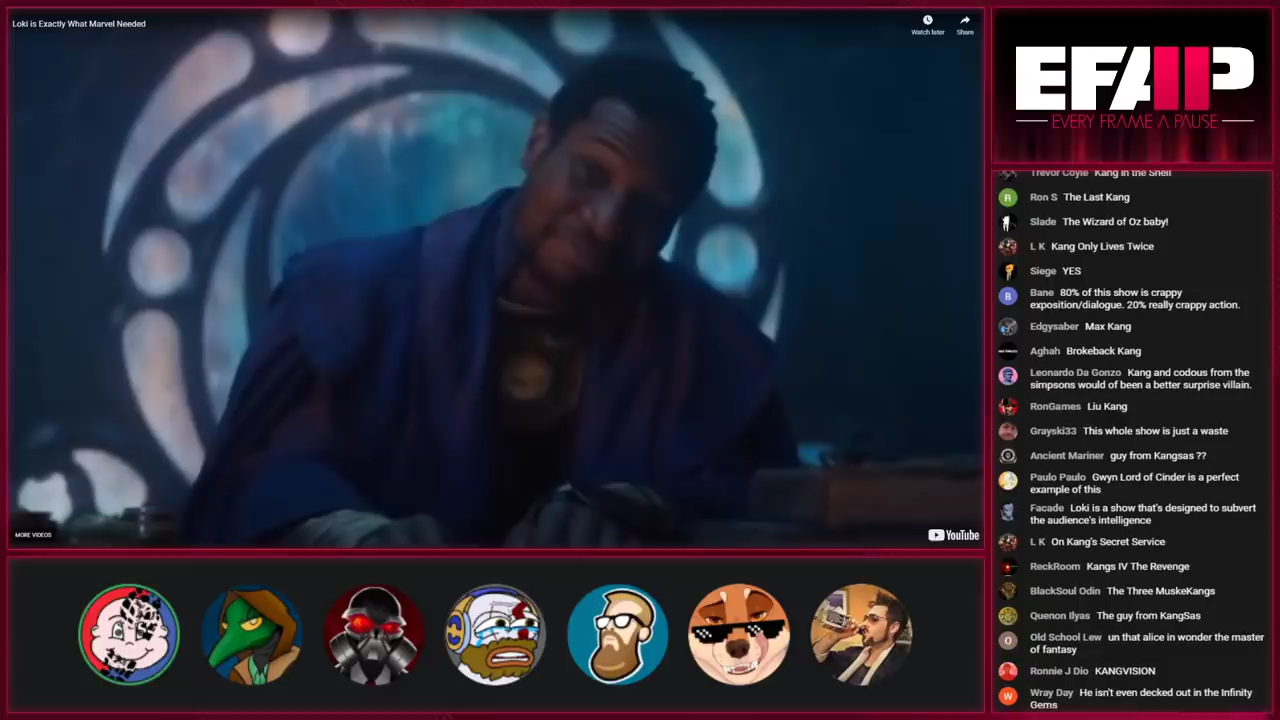 Loki is Exactly What Marvel Needed
Watch later
Share
MORE VIDEOS
YouTube
EFAP
EVERY FRAME A PAUSE
Trevor Coyle Kang in the Shell
R Ron S The Last Kang
Slade The Wizard of Oz baby!
L K Kang Only Lives Twice
Siege YES
B Bane 80% of this show is crappy
exposition/dialogue. 20% really crappy action.
Edgysaber Max Kang
Aghah Brokeback Kang
Leonardo Da Gonzo Kang and codous from the
simpsons would of been a better surprise villain.
RonGames Liu Kang
Grayski33 This whole show is just a waste
Ancient Mariner guy from Kangsas ??
Paulo Paulo Gwyn Lord of Cinder is a perfect
example of this
Facade Loki is a show that's designed to subvert
the audience's intelligence
L K On Kang's Secret Service
ReckRoom Kangs IV The Revenge
BlackSoul Odin The Three MuskeKangs
Quenon Ilyas The guy from KangSas
O Old School Lew un that alice in wonder the master
of fantasy
Ronnie J Dio KANGVISION
W Wray Day He isn't even decked out in the Infinity
Gems